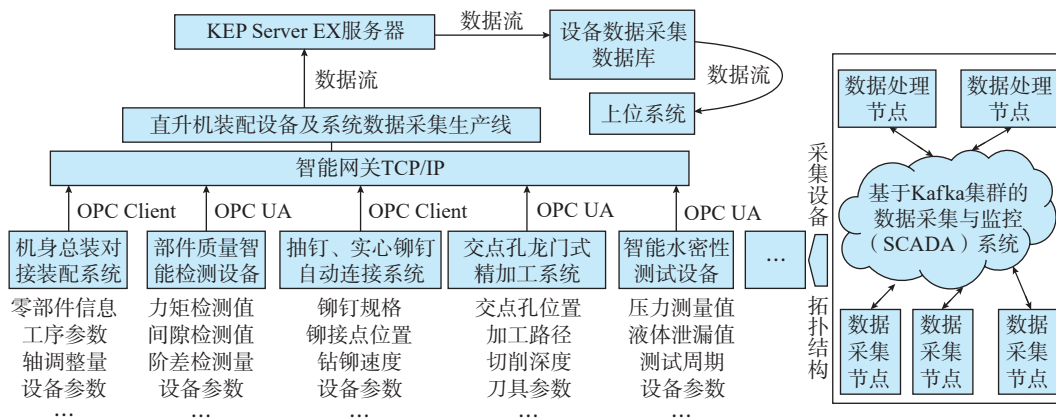 KEP Server EX服务器
数据流
设备数据采集
数据库
数据流
数据流
上位系统
直升机装配设备及系统数据采集生产线
智能网关TCP/IP
OPC Client
OPC UA
OPC Client
OPC UA
OPC UA
机身总装对
接装配系统
零部件信息
工序参数
轴调整量
设备参数
…
部件质量智
能检测设备
力矩检测值
间隙检测值
阶差检测量
设备参数
…
抽钉、实心铆钉
自动连接系统
铆钉规格
铆接点位置
钻铆速度
设备参数
…
交点孔龙门式
精加工系统
交点孔位置
加工路径
切削深度
刀具参数
…
智能水密性
测试设备
压力测量值
液体泄漏值
测试周期
设备参数
…
…
采集设备
拓扑结构
数据处理
节点
数据处理
节点
基于Kafka集群的
数据采集与监控
（SCADA）系统
数据
采集
节点
数据
采集
节点
数据
采集
节点